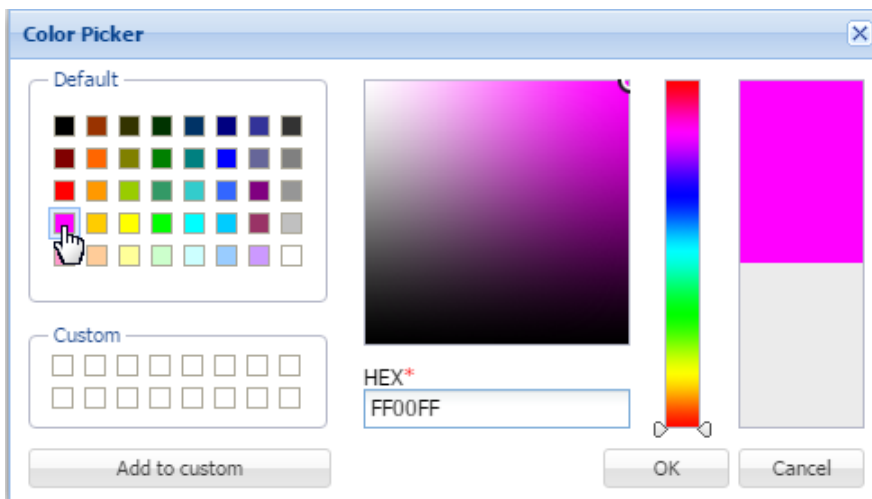 Color Picker
Default
Custom
HEX*
FF00FF
Add to custom
OK
Cancel